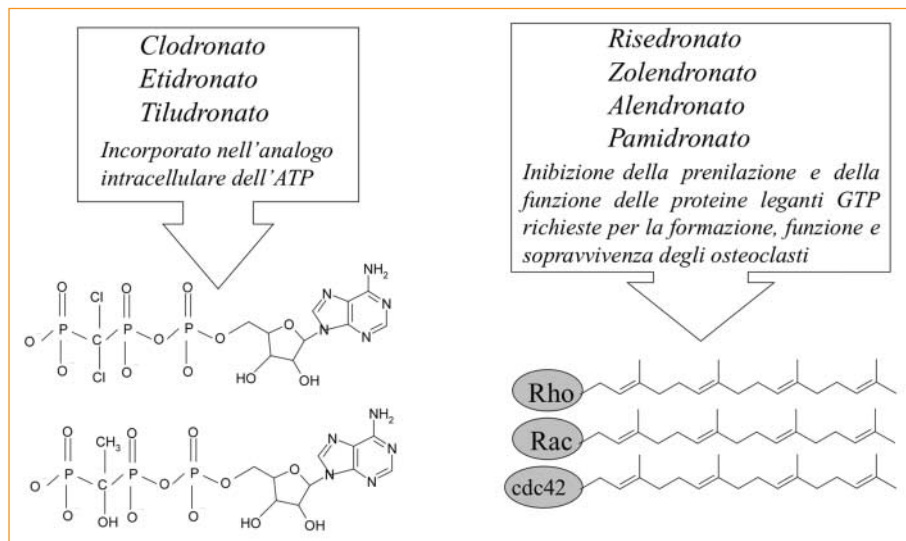 Clodronato
Etidronato
Tiludronato
Incorporato nell'analogo
intracellulare dell'ATP
Risedronato
Zolendronato
Alendronato
Pamidronato
Inibizione della prenilazione e della
funzione delle proteine leganti GTP
richieste per la formazione, funzione e
sopravvivenza degli osteoclasti
NH2
O Cl O O N N
O- P C P O P O O N N
O- Cl O- O- HO OH
NH2
O CH3 O O N N
O- P C P O P O O N N
O- OH O- O- HO OH
Rho
Rac
cdc42